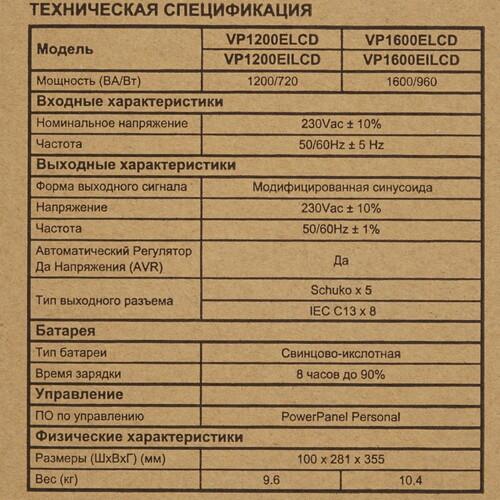 ТЕХНИЧЕСКАЯ СПЕЦИФИКАЦИЯ
Модель VP1200ELCD VP1600ELCD
VP1200EILCD VP1600EILCD
Мощность (ВА/Вт) 1200/720 1600/960
Входные характеристики
Номинальное напряжение 230Vac ± 10%
Частота 50/60Hz ± 5 Hz
Выходные характеристики
Форма выходного сигнала Модифицированная синусоида
Напряжение 230Vac ± 10%
Частота 50/60Hz ± 1%
Автоматический Регулятор
Да Напряжения (AVR) Да
Тип выходного разъема Schuko x 5
IEC C13 x 8
Батарея
Тип батареи Свинцово-икслотная
Время зарядки 8 часов до 90%
Управление
ПО по управлению PowerPanel Personal
Физические характеристики
Размеры (ШхВхГ) (мм) 100 x 281 x 355
Вес (кг) 9.6 10.4